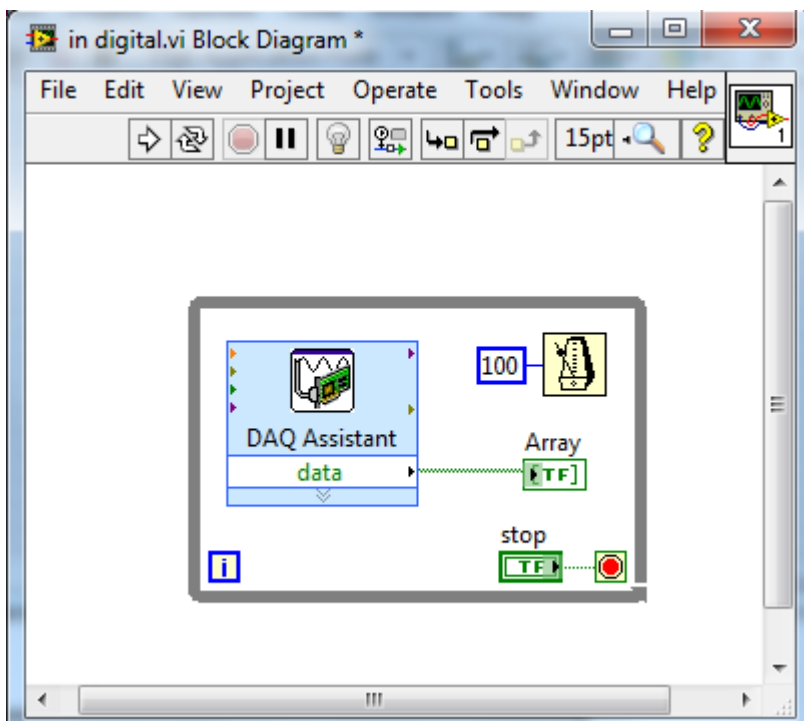 in digital.vi Block Diagram *
File Edit View Project Operate Tools Window Help
15pt
1
100
DAQ Assistant
data
Array
[TF]
stop
TF
i